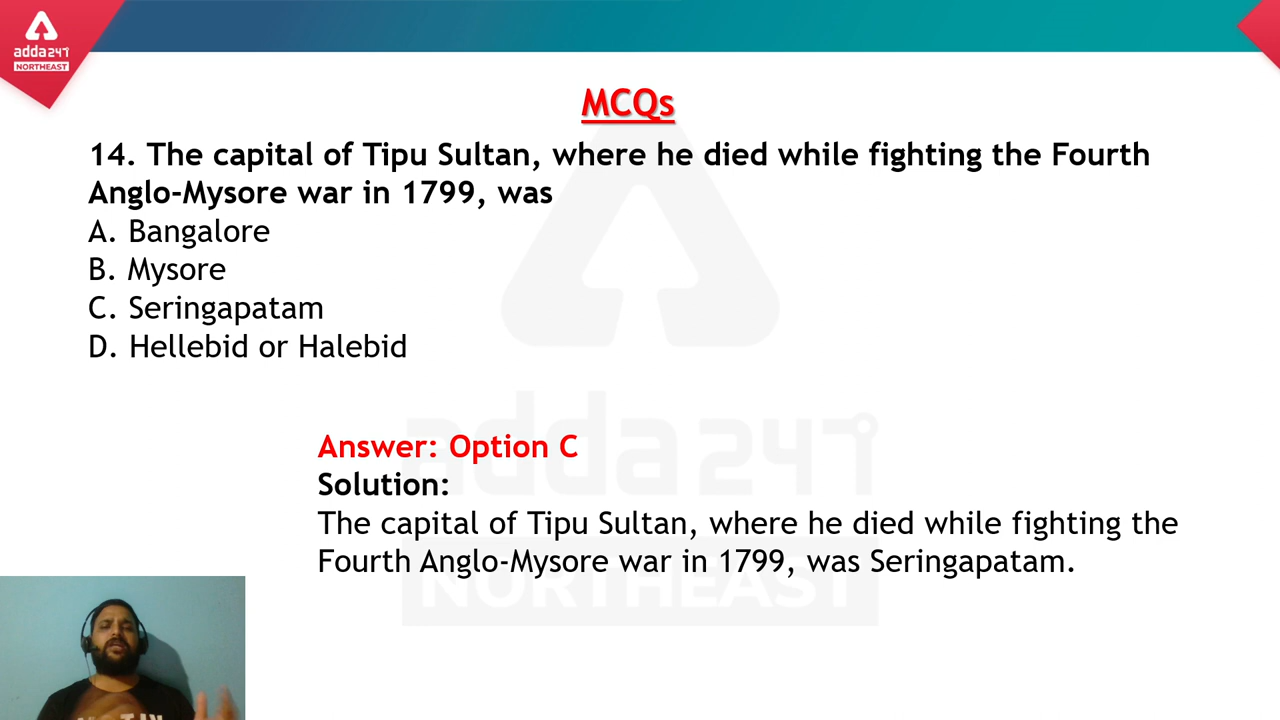 adda247
NORTHEAST
MCQs
14. The capital of Tipu Sultan, where he died while fighting the Fourth
Anglo-Mysore war in 1799, was
A. Bangalore
B. Mysore
C. Seringapatam
D. Hellebid or Halebid
adda247
Answer: Option C
Solution:
The capital of Tipu Sultan, where he died while fighting the
Fourth Anglo-Mysore war in 1799, was Seringapatam.
NORTHEAST